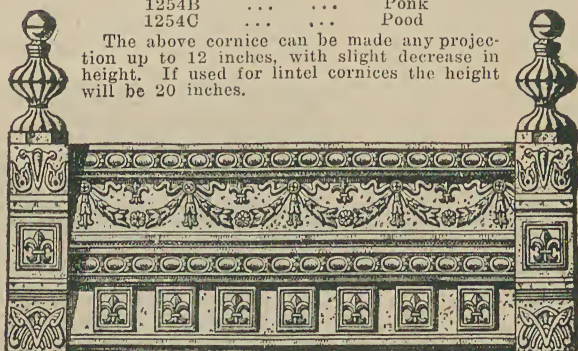 1254B ... ... Ponk
1254C ... ... Pood
The above cornice can be made any projec-
tion up to 12 inches, with slight decrease in
height. If used for lintel cornices the height
will be 20 inches.